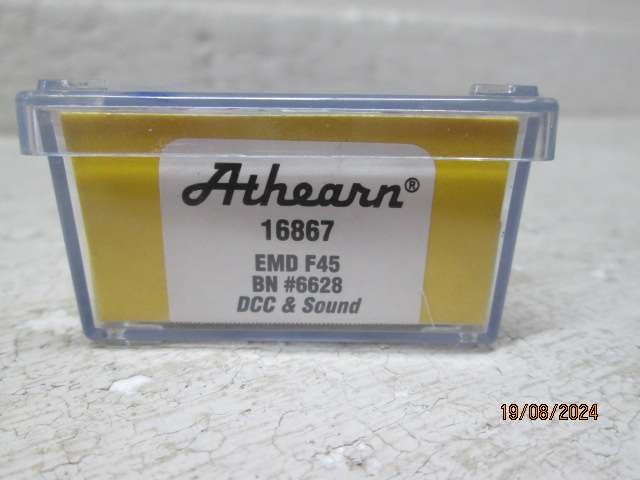 Athearn®
16867
EMD F45
BN #6628
DCC & Sound
19/08/2024